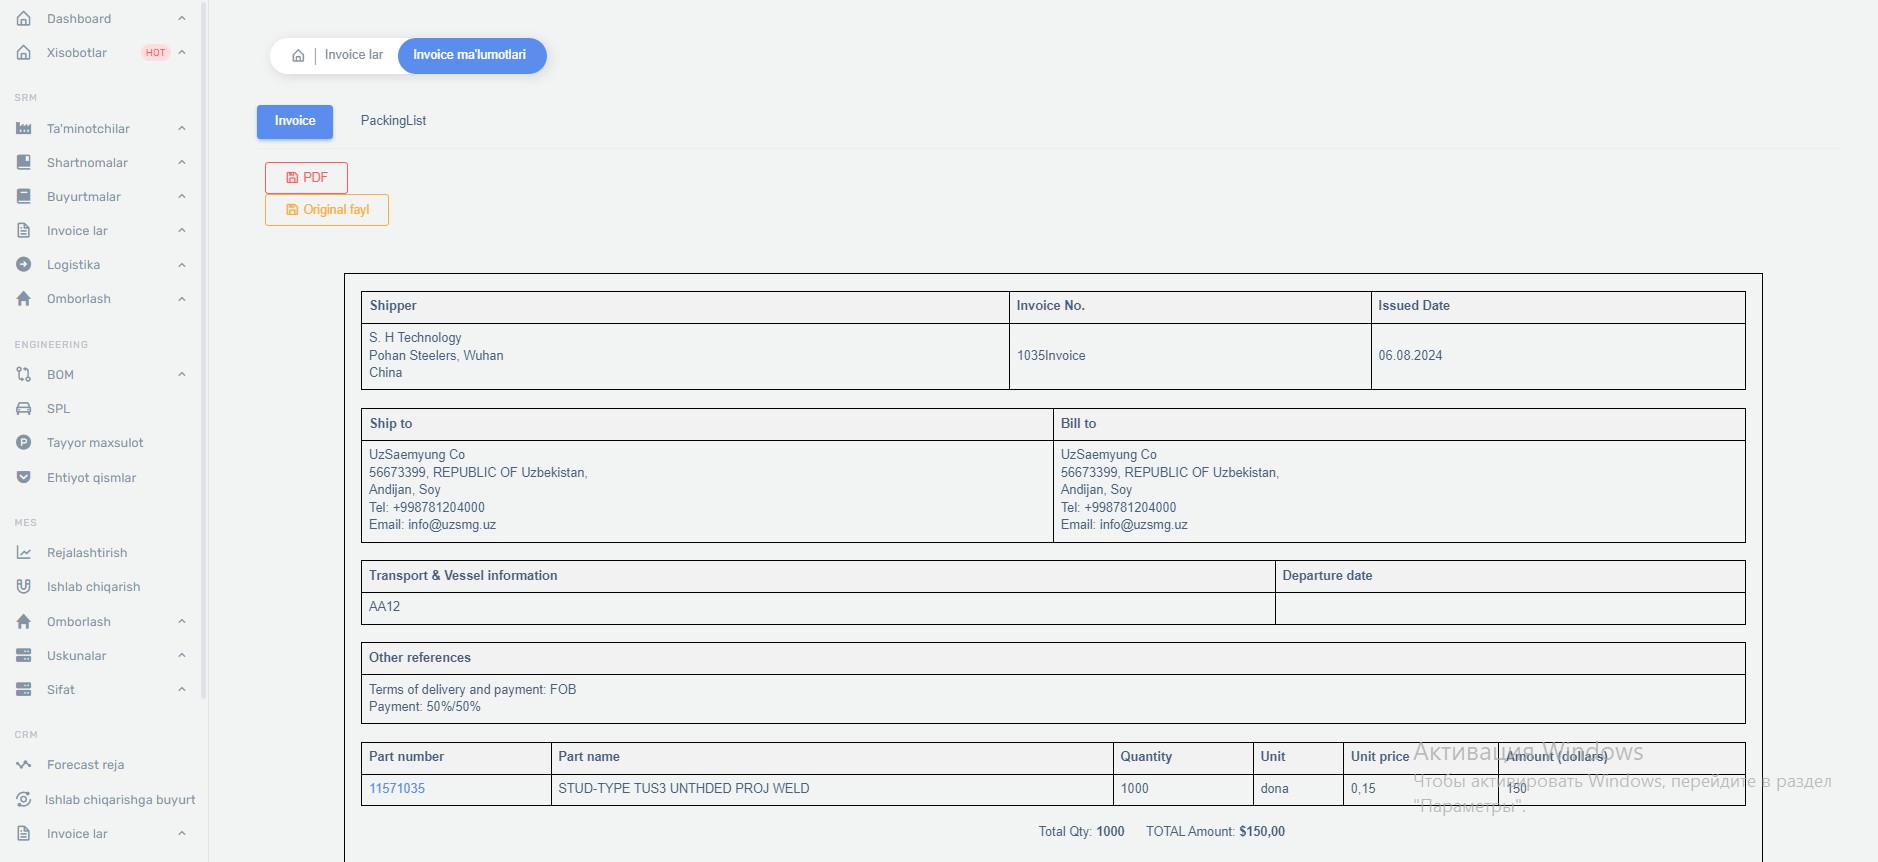 Dashboard
Xisobotlar HOT
SRM
Ta'minotchilar
Shartnomalar
Buyurtmalar
Invoice lar
Logistika
Omborlash
ENGINEERING
BOM
SPL
Tayyor maxsulot
Ehtiyot qismlar
MES
Rejalashtirish
Ishlab chiqarish
Omborlash
Uskunalar
Sifat
CRM
Forecast reja
Ishlab chiqarishga buyurt
Invoice lar
Invoice lar Invoice ma'lumotlari
Invoice PackingList
PDF
Original fayl
Shipper Invoice No. Issued Date
S. H Technology
Pohan Steelers, Wuhan
China
1035Invoice 06.08.2024
Ship to Bill to
UzSaemyung Co
56673399, REPUBLIC OF Uzbekistan,
Andijan, Soy
Tel: +998781204000
Email: info@uzsmg.uz
UzSaemyung Co
56673399, REPUBLIC OF Uzbekistan,
Andijan, Soy
Tel: +998781204000
Email: info@uzsmg.uz
Transport & Vessel information Departure date
AA12
Other references
Terms of delivery and payment: FOB
Payment: 50%/50%
Part number Part name Quantity Unit Unit price Amount (dollars)
11571035 STUD-TYPE TUS3 UNTHDED PROJ WELD 1000 dona 0,15 150
Total Qty: 1000 TOTAL Amount: $150,00
Активация Windows
Чтобы активировать Windows, перейдите в раздел
"Параметры".